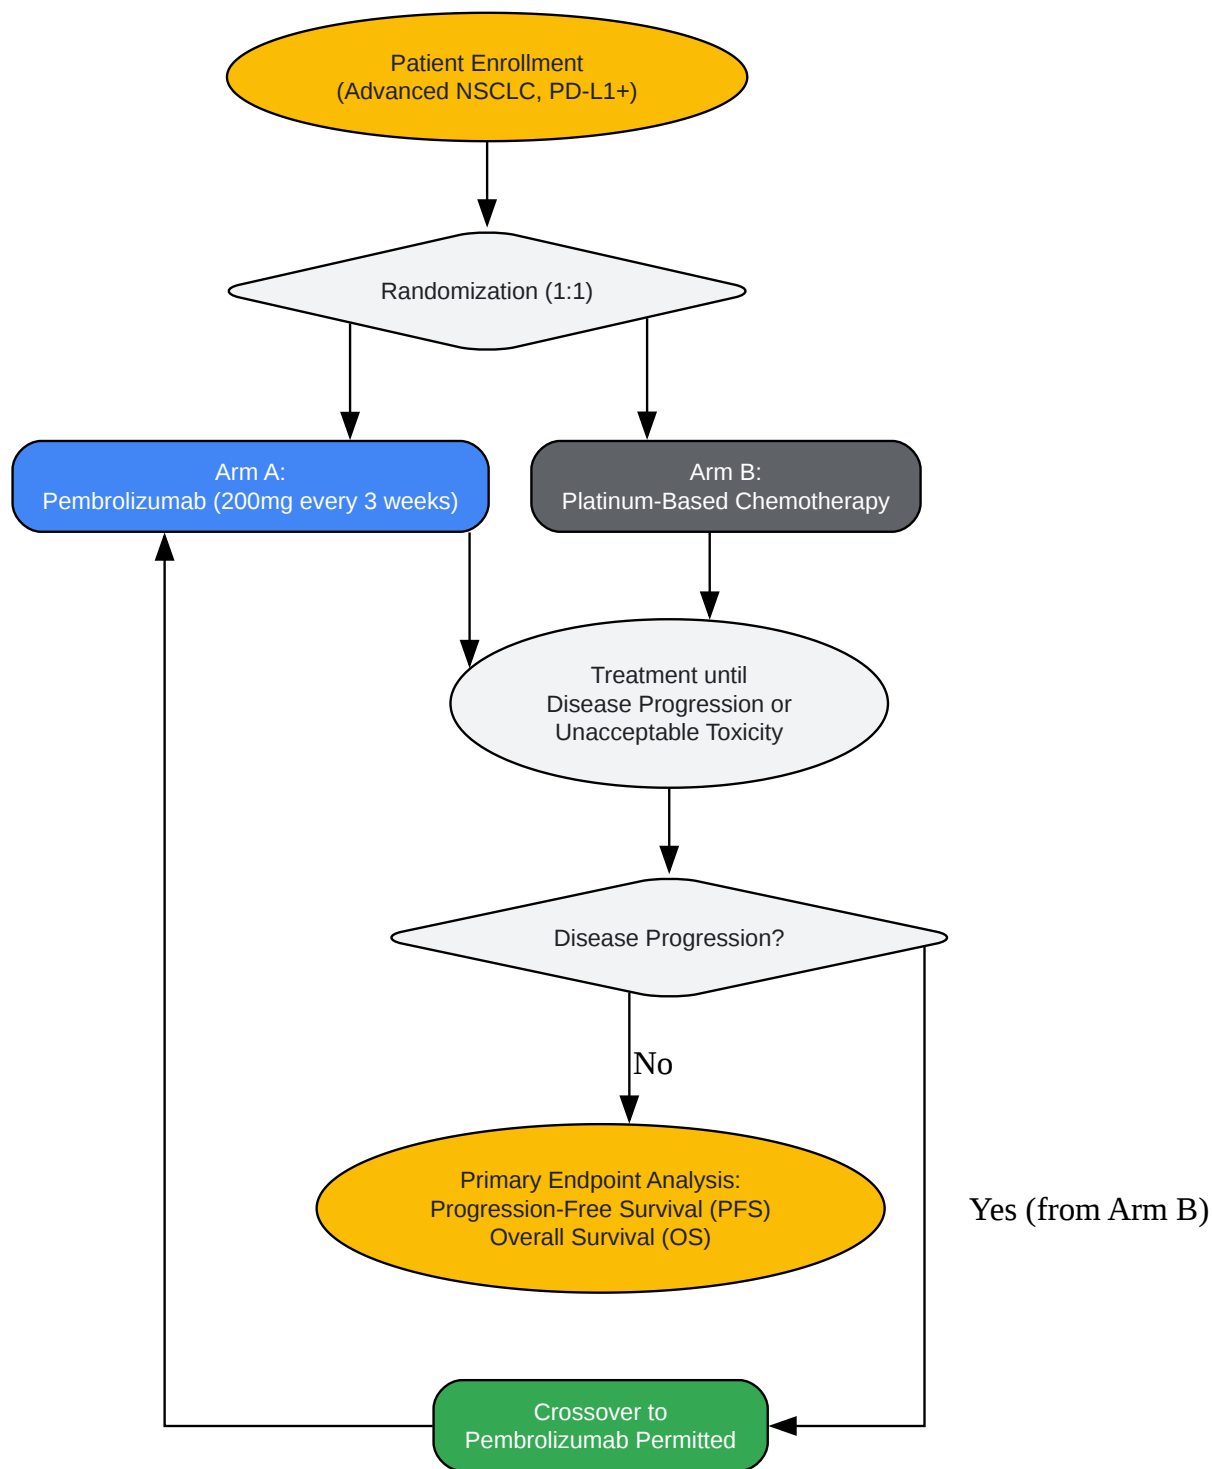 Patient Enrollment
(Advanced NSCLC, PD-L1+)
Randomization (1:1)
Arm A:
Pembrolizumab (200mg every 3 weeks)
Arm B:
Platinum-Based Chemotherapy
Treatment until
Disease Progression or
Unacceptable Toxicity
Disease Progression?
No
Primary Endpoint Analysis:
Progression-Free Survival (PFS)
Overall Survival (OS)
Yes (from Arm B)
Crossover to
Pembrolizumab Permitted